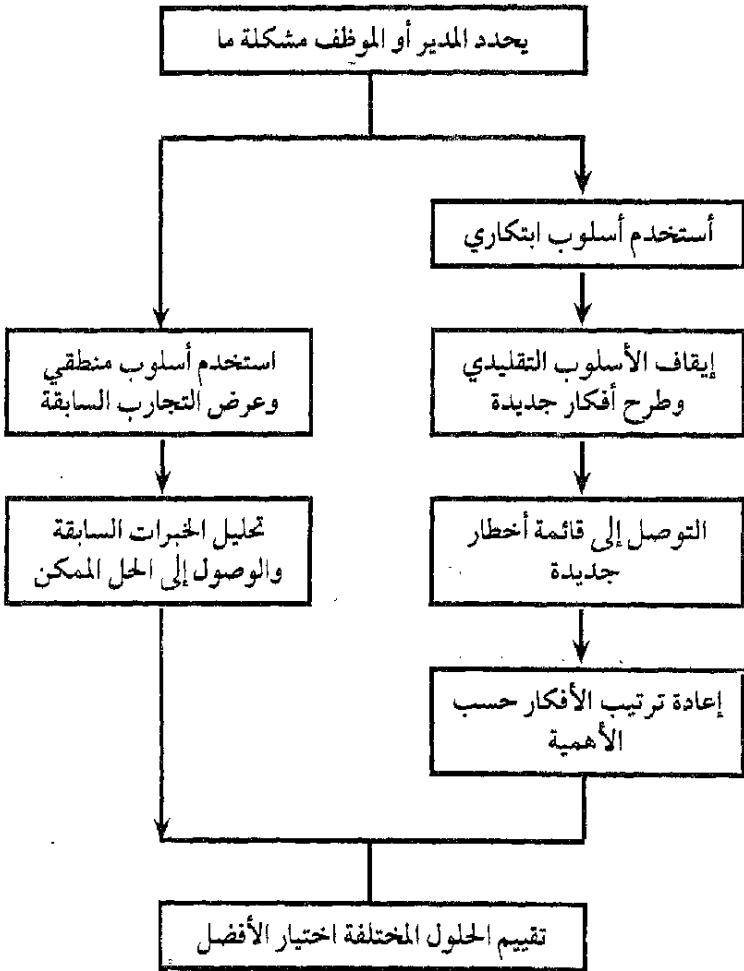 يحدد المدير أو الموظف مشكلة ما
أستخدم أسلوب ابتكاري
إيقاف الأسلوب التقليدي
وطرح أفكار جديدة
التوصل إلى قائمة أخطار
جديدة
إعادة ترتيب الأفكار حسب
الأهمية
استخدم أسلوب منطقي
وعرض التجارب السابقة
تحليل الخبرات السابقة
والوصول إلى الحل الممكن
تقييم الحلول المختلفة اختيار الأفضل